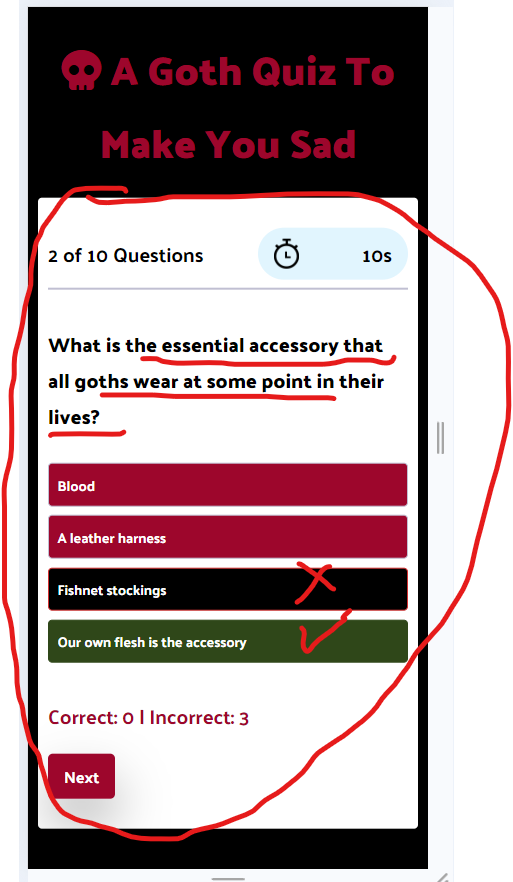 A Goth Quiz To
Make You Sad
2 of 10 Questions 10s
What is the essential accessory that
all goths wear at some point in their
lives?
Blood
A leather harness
Fishnet stockings
Our own flesh is the accessory
Correct: 0 | Incorrect: 3
Next